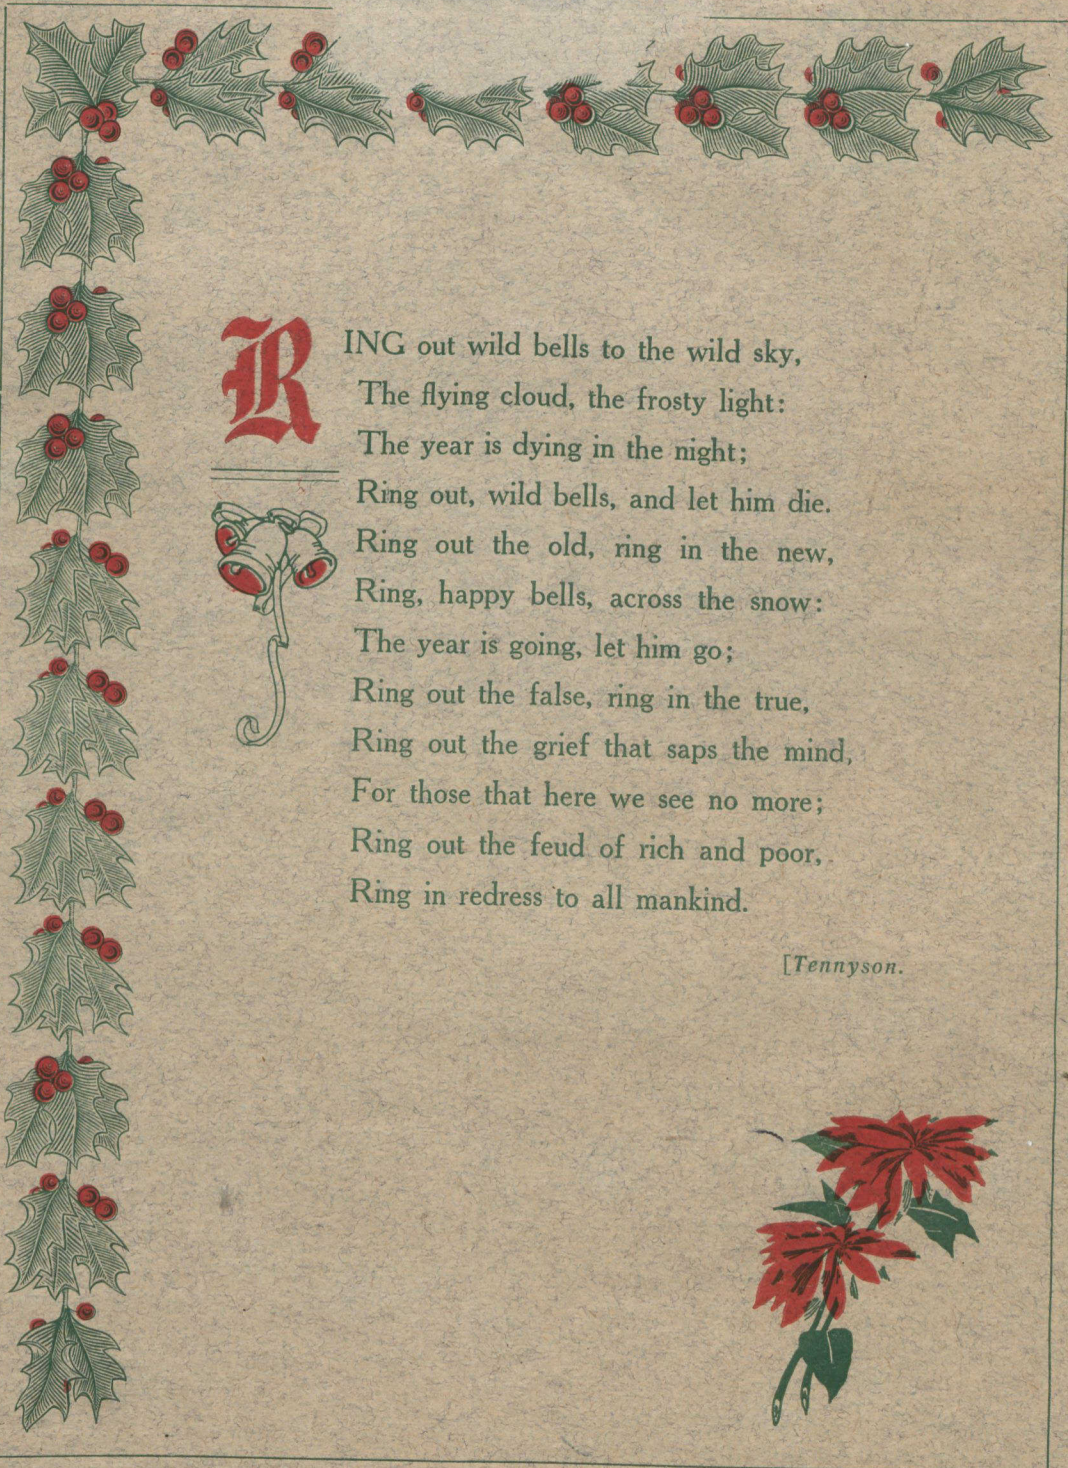 RING out wild bells to the wild sky,
The flying cloud, the frosty light:
The year is dying in the night;
Ring out, wild bells, and let him die.
Ring out the old, ring in the new,
Ring, happy bells, across the snow:
The year is going, let him go;
Ring out the false, ring in the true,
Ring out the grief that saps the mind,
For those that here we see no more;
Ring out the feud of rich and poor,
Ring in redress to all mankind.
[Tennyson.